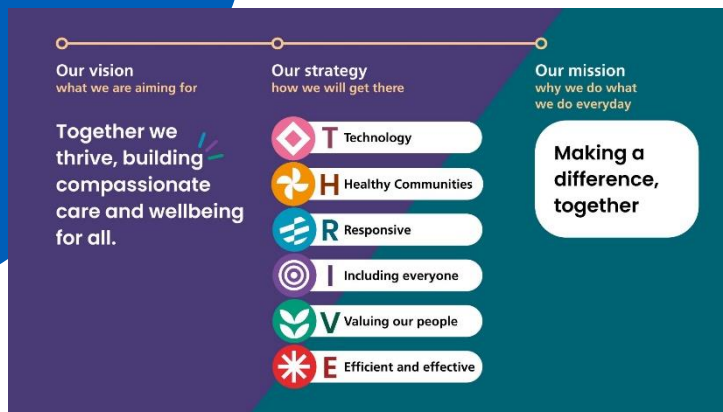 Our vision
what we are aiming for
Together we
thrive, building
compassionate
care and wellbeing
for all.
Our strategy
how we will get there
T Technology
H Healthy Communities
R Responsive
I Including everyone
V Valuing our people
E Efficient and effective
Our mission
why we do what
we do everyday
Making a
difference,
together